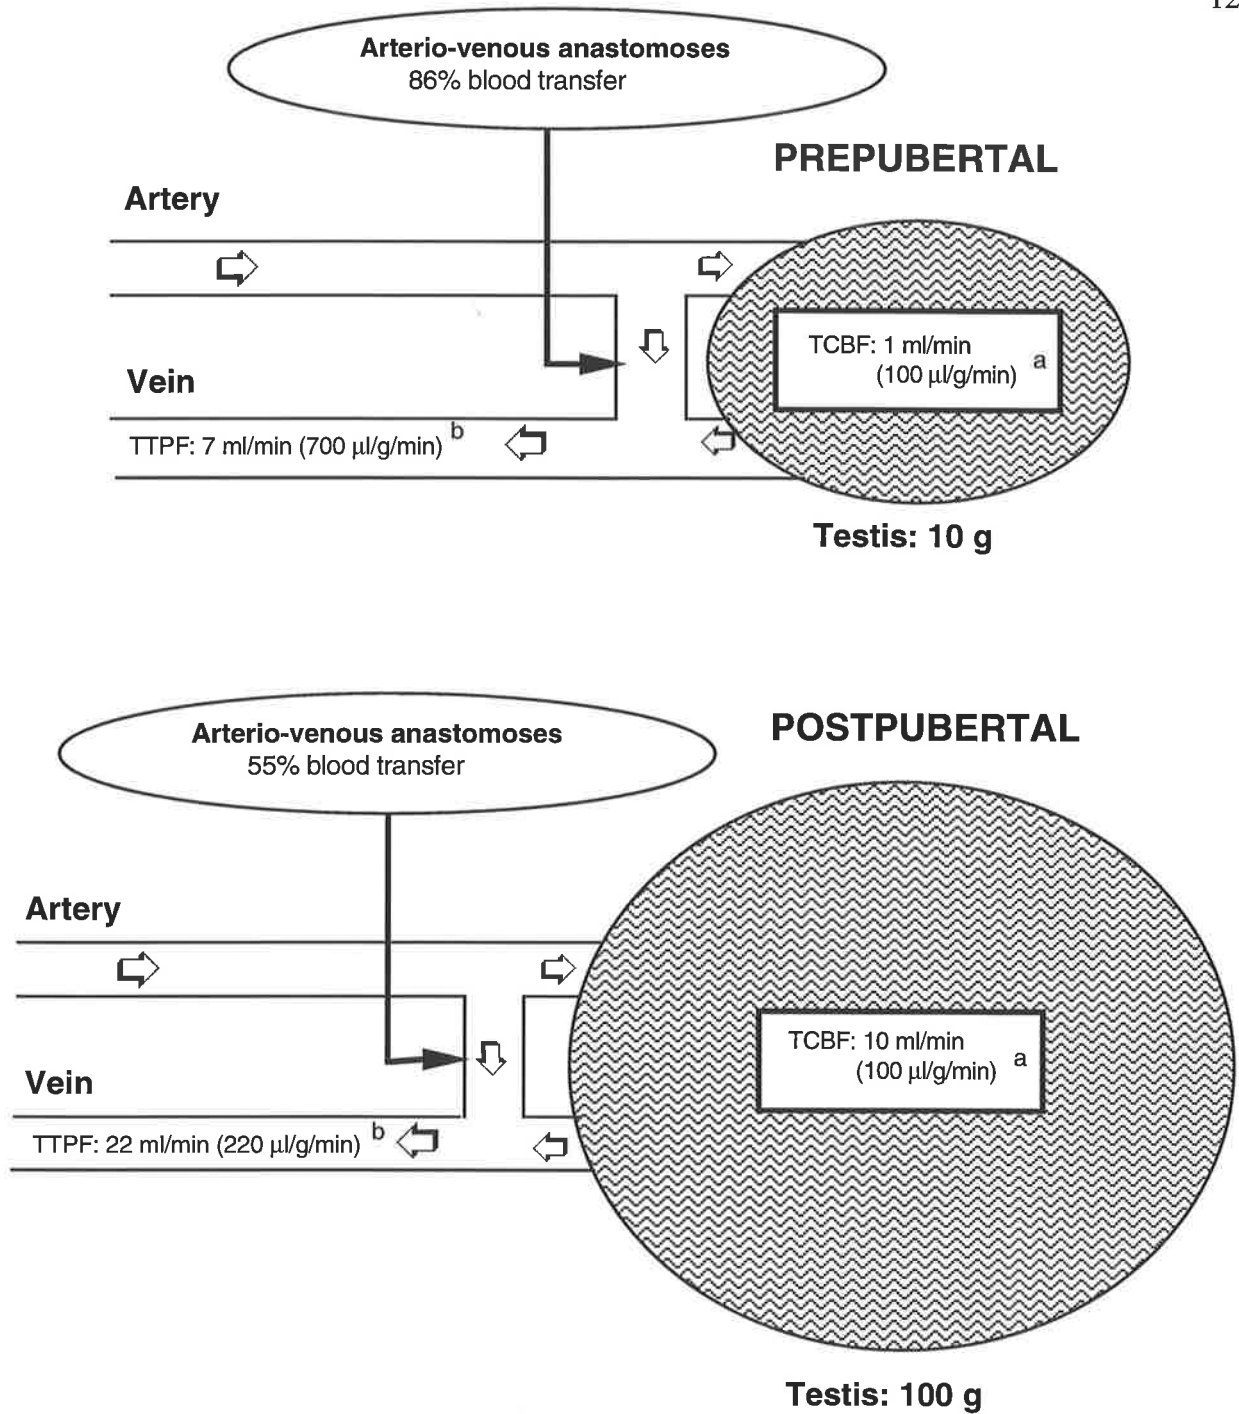 12
Arterio-venous anastomoses
86% blood transfer
PREPUBERTAL
Artery
TCBF: 1 ml/min
(100 µl/g/min) a
Vein
TTPF: 7 ml/min (700 µl/g/min) b
Testis: 10 g
Arterio-venous anastomoses
55% blood transfer
POSTPUBERTAL
Artery
TCBF: 10 ml/min
(100 µl/g/min) a
Vein
TTPF: 22 ml/min (220 µl/g/min) b
Testis: 100 g